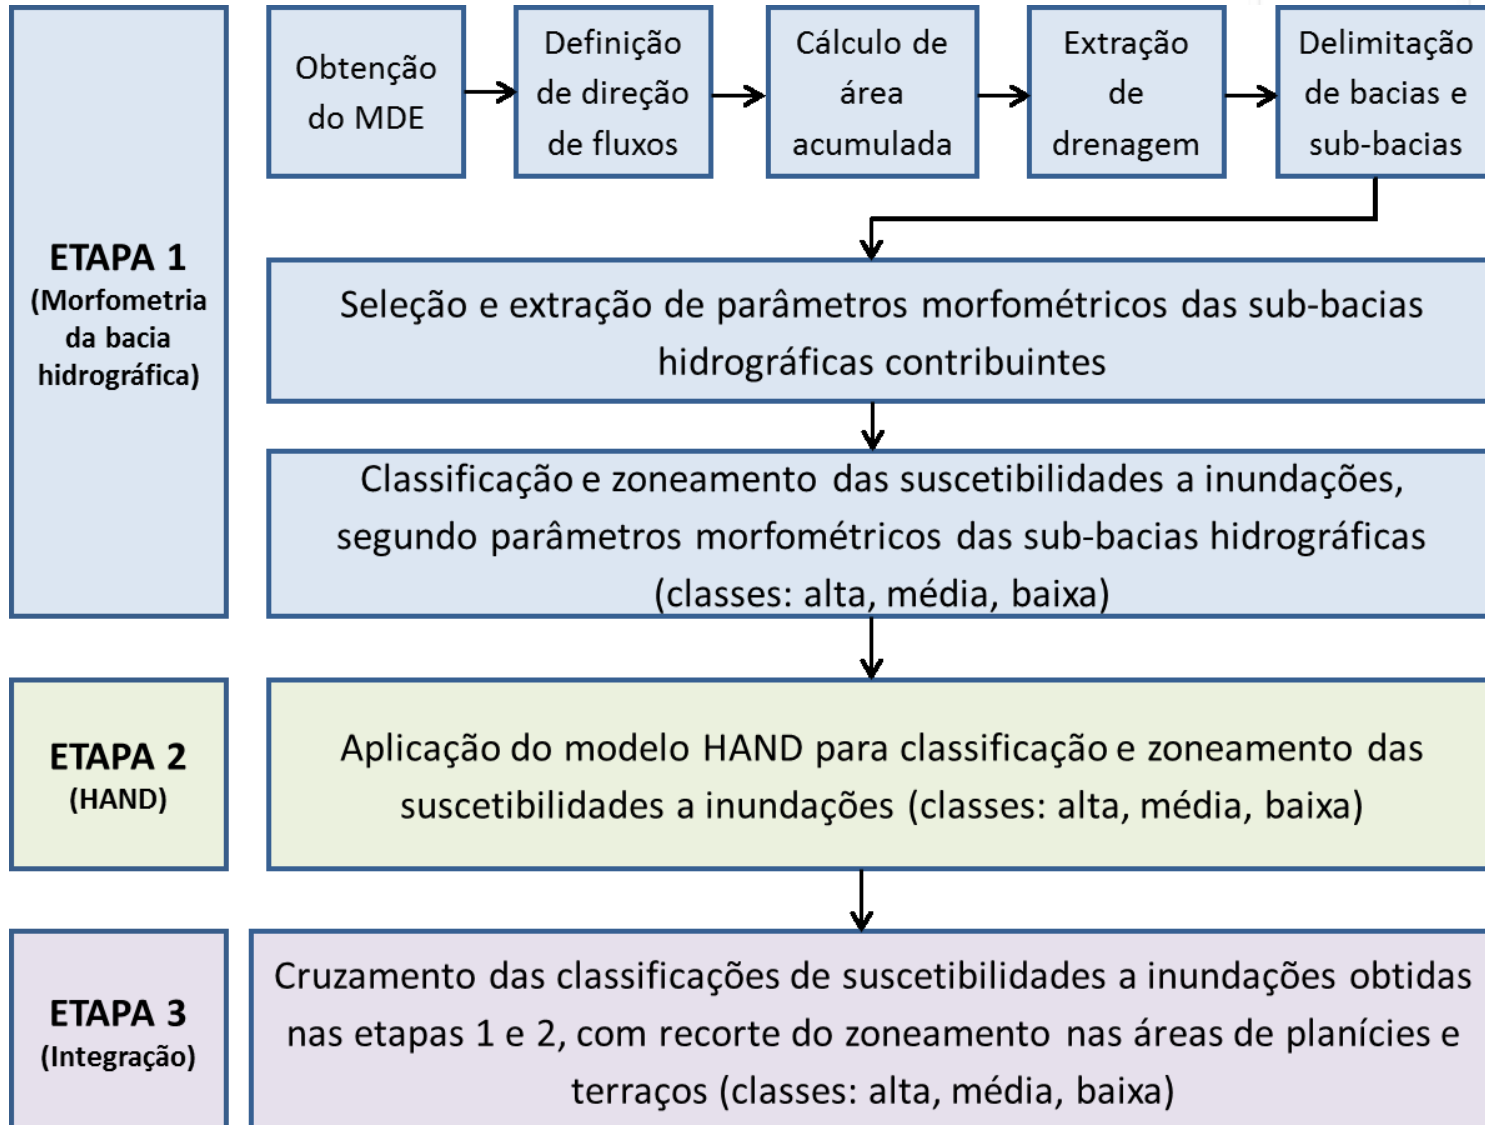 Obtenção
do MDE
Definição
de direção
de fluxos
Cálculo de
área
acumulada
Extração
de
drenagem
Delimitação
de bacias e
sub-bacias
ETAPA 1
(Morfometria
da bacia
hidrográfica)
Seleção e extração de parâmetros morfométricos das sub-bacias
hidrográficas contribuintes
Classificação e zoneamento das suscetibilidades a inundações,
segundo parâmetros morfométricos das sub-bacias hidrográficas
(classes: alta, média, baixa)
ETAPA 2
(HAND)
Aplicação do modelo HAND para classificação e zoneamento das
suscetibilidades a inundações (classes: alta, média, baixa)
ETAPA 3
(Integração)
Cruzamento das classificações de suscetibilidades a inundações obtidas
nas etapas 1 e 2, com recorte do zoneamento nas áreas de planícies e
terraços (classes: alta, média, baixa)